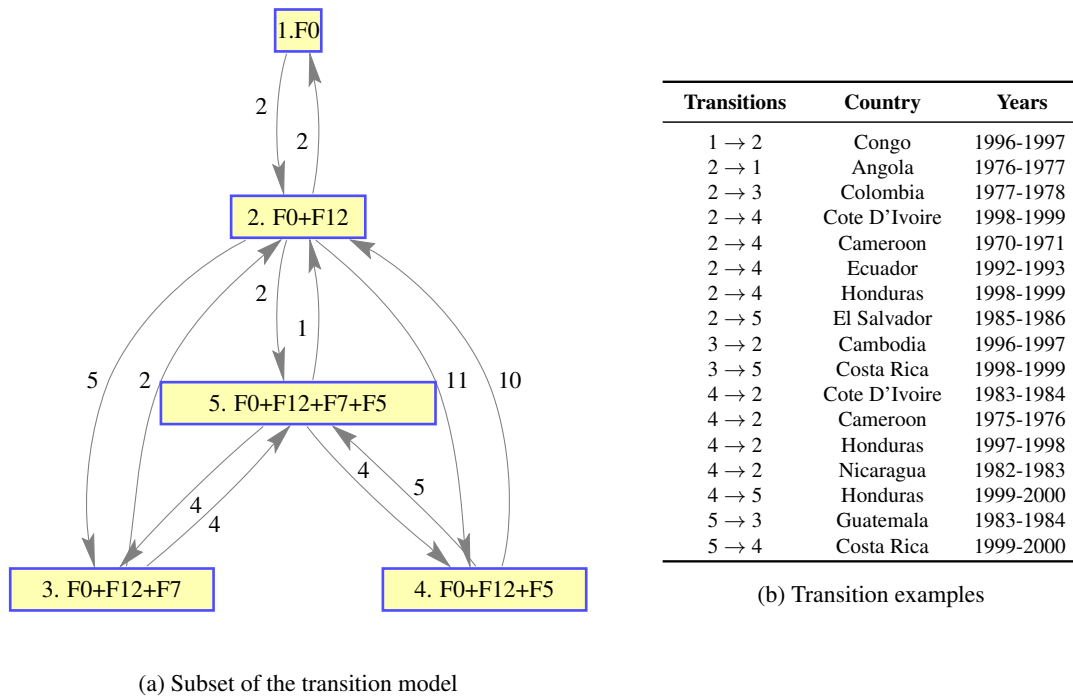 1.F0
2
2
2. F0+F12
5
2
2
1
11
10
5. F0+F12+F7+F5
4
4
4
5
3. F0+F12+F7
4. F0+F12+F5
(a) Subset of the transition model
Transitions Country Years
1 → 2 Congo 1996-1997
2 → 1 Angola 1976-1977
2 → 3 Colombia 1977-1978
2 → 4 Cote D'Ivoire 1998-1999
2 → 4 Cameroon 1970-1971
2 → 4 Ecuador 1992-1993
2 → 4 Honduras 1998-1999
2 → 5 El Salvador 1985-1986
3 → 2 Cambodia 1996-1997
3 → 5 Costa Rica 1998-1999
4 → 2 Cote D'Ivoire 1983-1984
4 → 2 Cameroon 1975-1976
4 → 2 Honduras 1997-1998
4 → 2 Nicaragua 1982-1983
4 → 5 Honduras 1999-2000
5 → 3 Guatemala 1983-1984
5 → 4 Costa Rica 1999-2000
(b) Transition examples